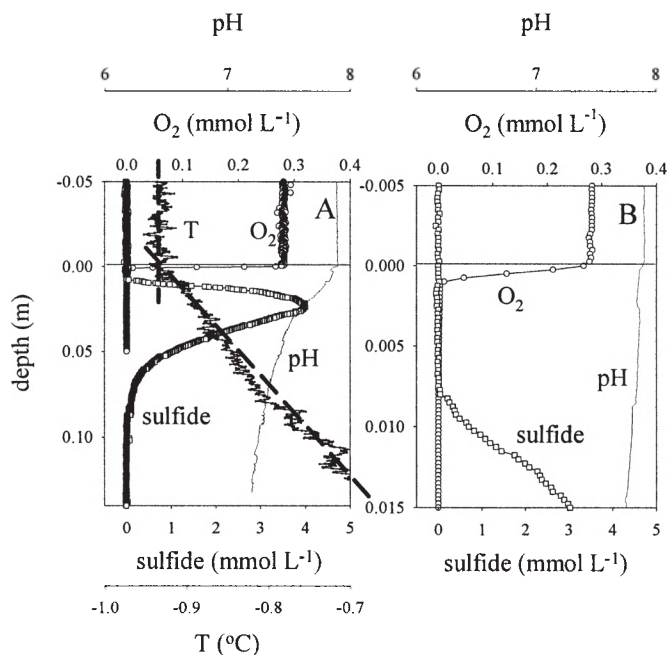 pH
pH
6 7 8 6 7 8
O₂ (mmol L⁻¹)
O₂ (mmol L⁻¹)
0.0 0.1 0.2 0.3 0.4
0.0 0.1 0.2 0.3 0.4
-0.05
0.00
0.05
0.10
depth (m)
A
T
O₂
pH
sulfide
-0.005
0.000
0.005
0.010
0.015
B
O₂
pH
sulfide
0 1 2 3 4 5
0 1 2 3 4 5
sulfide (mmol L⁻¹)
sulfide (mmol L⁻¹)
-1.0 -0.9 -0.8 -0.7
T (°C)